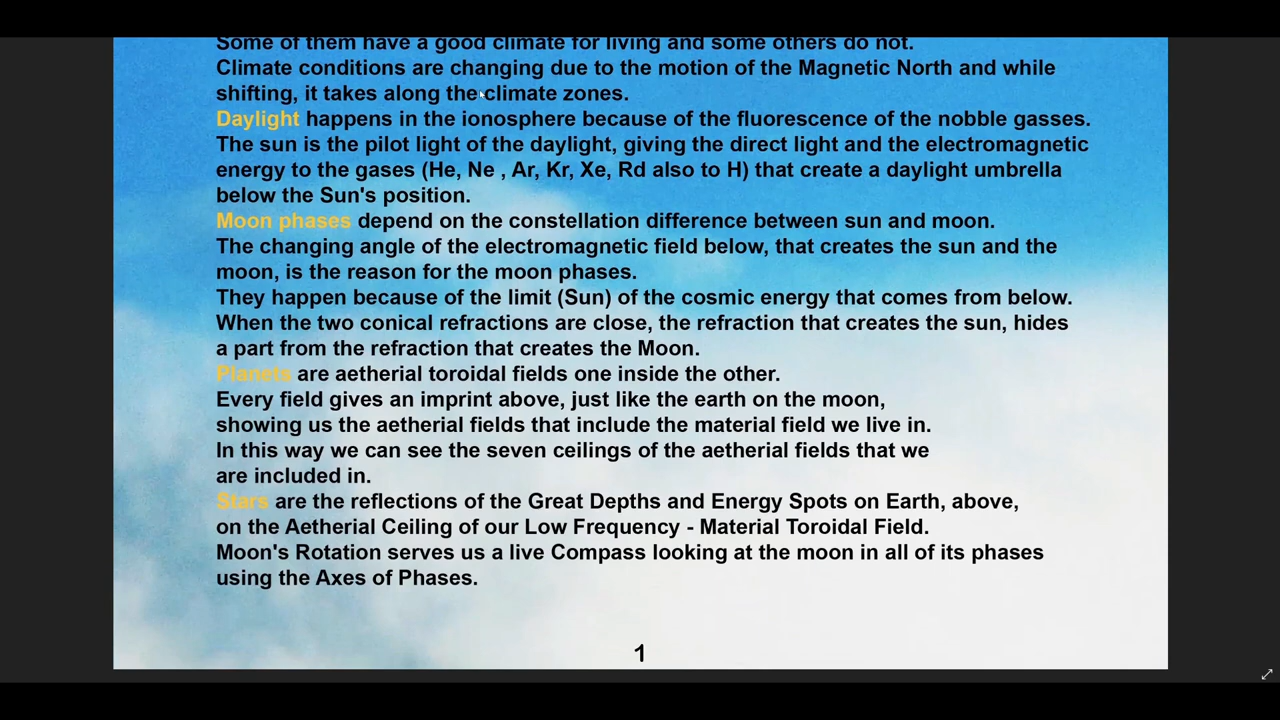 Some of them have a good climate for living and some others do not.
Climate conditions are changing due to the motion of the Magnetic North and while
shifting, it takes along the climate zones.
Daylight happens in the ionosphere because of the fluorescence of the nobble gasses.
The sun is the pilot light of the daylight, giving the direct light and the electromagnetic
energy to the gases (He, Ne , Ar, Kr, Xe, Rd also to H) that create a daylight umbrella
below the Sun's position.
Moon phases depend on the constellation difference between sun and moon.
The changing angle of the electromagnetic field below, that creates the sun and the
moon, is the reason for the moon phases.
They happen because of the limit (Sun) of the cosmic energy that comes from below.
When the two conical refractions are close, the refraction that creates the sun, hides
a part from the refraction that creates the Moon.
Planets are aetherial toroidal fields one inside the other.
Every field gives an imprint above, just like the earth on the moon,
showing us the aetherial fields that include the material field we live in.
In this way we can see the seven ceilings of the aetherial fields that we
are included in.
Stars are the reflections of the Great Depths and Energy Spots on Earth, above,
on the Aetherial Ceiling of our Low Frequency - Material Toroidal Field.
Moon's Rotation serves us a live Compass looking at the moon in all of its phases
using the Axes of Phases.
1